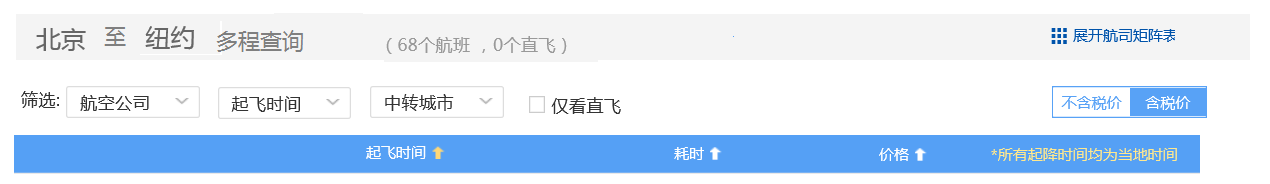 北京 至 纽约 多程查询 (68个航班,0个直飞) 展开航司矩阵表
筛选: 航空公司 起飞时间 中转城市 仅看直飞 不含税价 含税价
起飞时间 耗时 价格 *所有起降时间均为当地时间